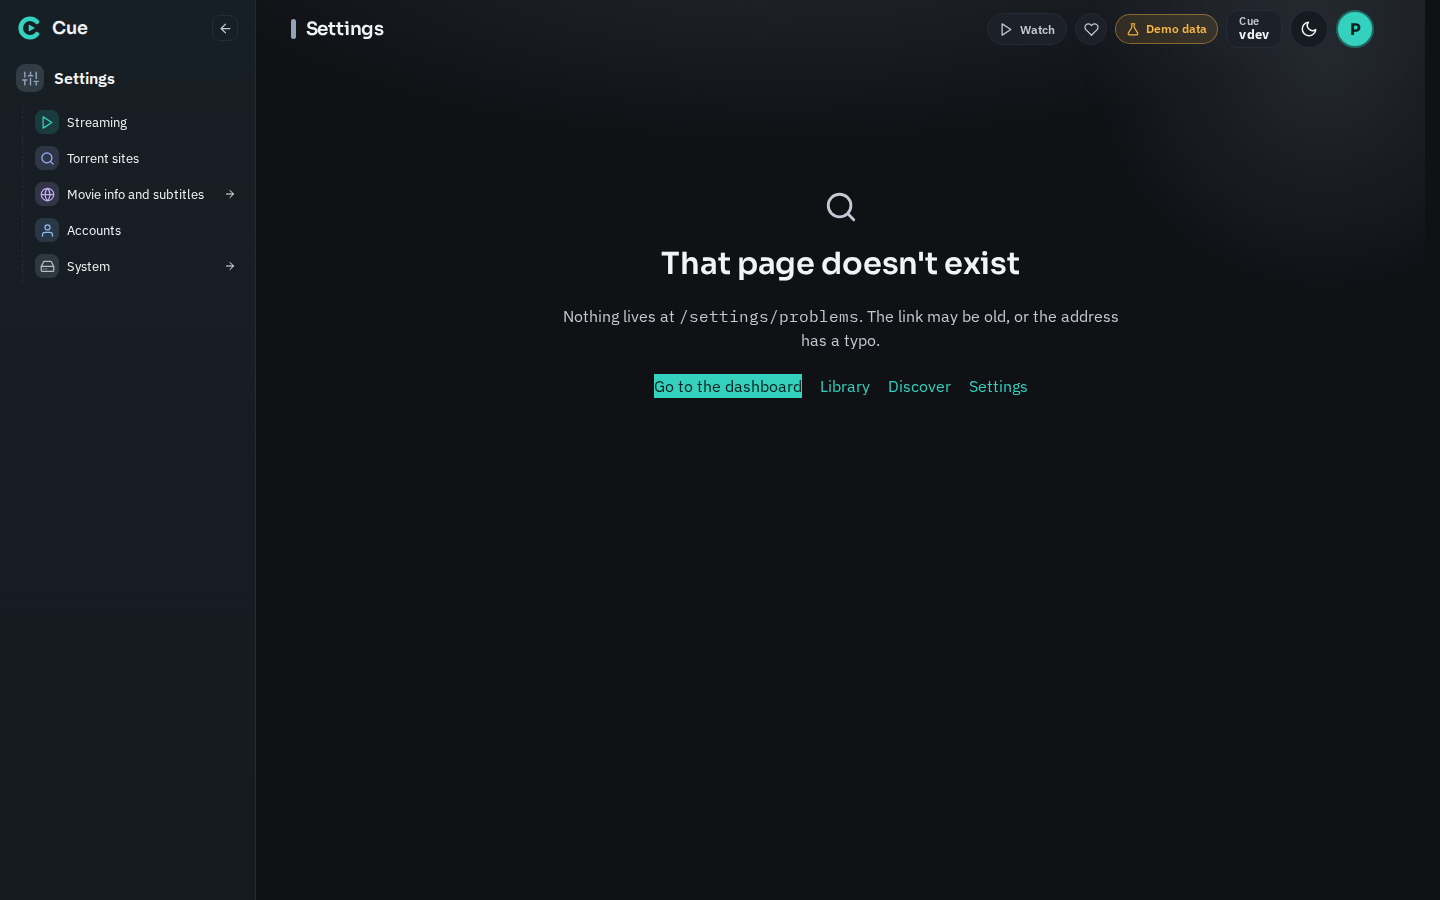 Cue
Settings
Streaming
Torrent sites
Movie info and subtitles
Accounts
System
Settings
Watch
Demo data
Cue
vdev
P
That page doesn't exist
Nothing lives at /settings/problems. The link may be old, or the address
has a typo.
Go to the dashboard Library Discover Settings